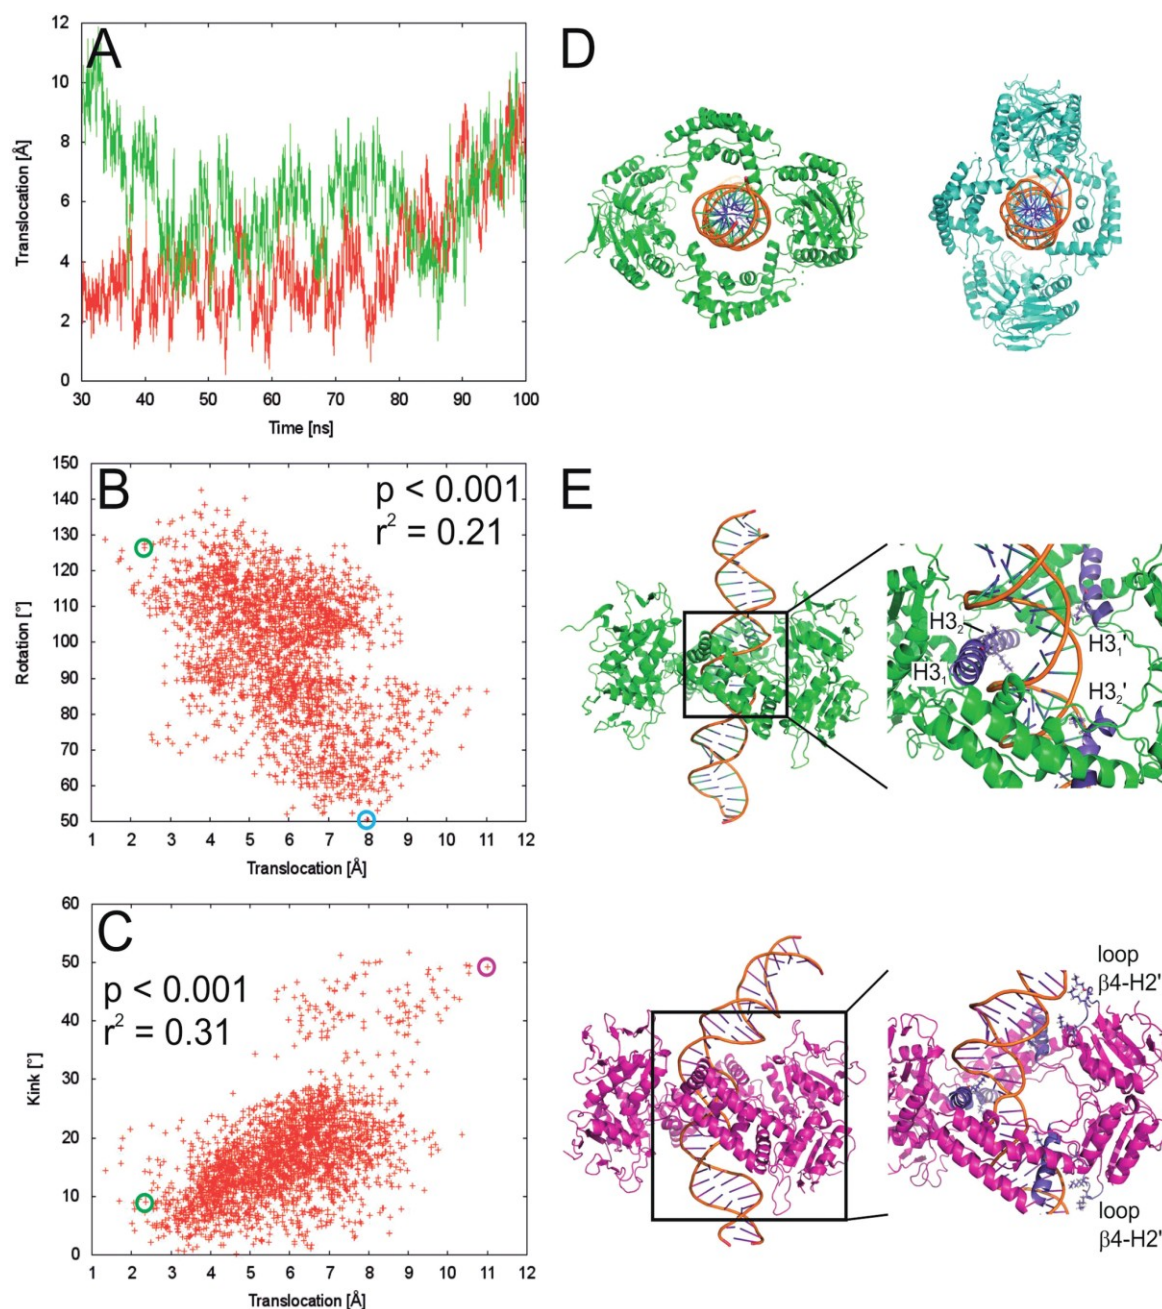 A
12
10
8
6
4
2
0
Translocation [Å]
30 40 50 60 70 80 90 100
Time [ns]
D
B
p < 0.001
r² = 0.21
150
140
130
120
110
100
90
80
70
60
50
Rotation [°]
1 2 3 4 5 6 7 8 9 10 11 12
Translocation [Å]
E
H3₂
H3₁
H3₁'
H3₂'
C
p < 0.001
r² = 0.31
60
50
40
30
20
10
0
Kink [°]
1 2 3 4 5 6 7 8 9 10 11 12
Translocation [Å]
loop
β4-H2'
loop
β4-H2'